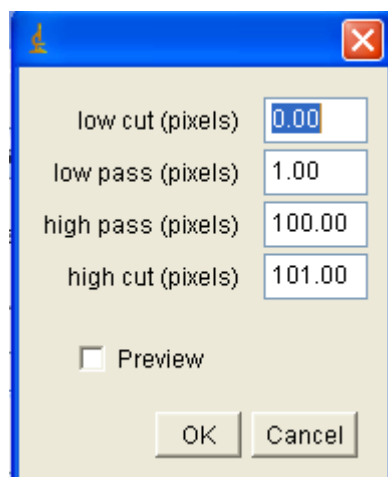 low cut (pixels) 0.00
low pass (pixels) 1.00
high pass (pixels) 100.00
high cut (pixels) 101.00
Preview
OK Cancel